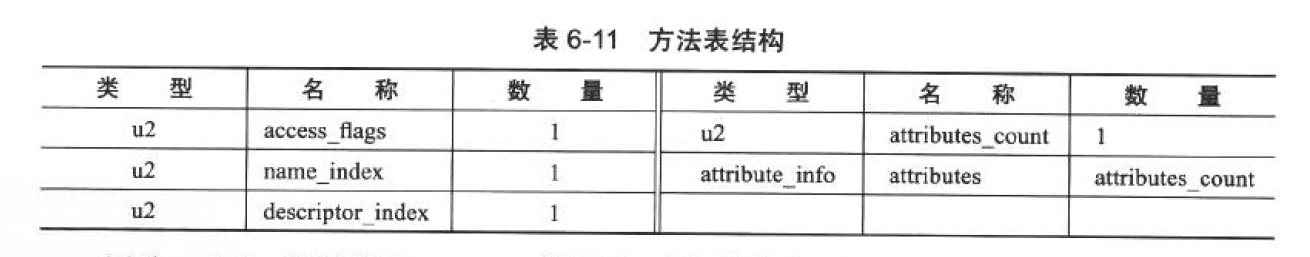 表 6-11 方法表结构
类 型 名 称 数 量 类 型 名 称 数 量
u2 access_flags 1 u2 attributes_count 1
u2 name_index 1 attribute_info attributes attributes_count
u2 descriptor_index 1